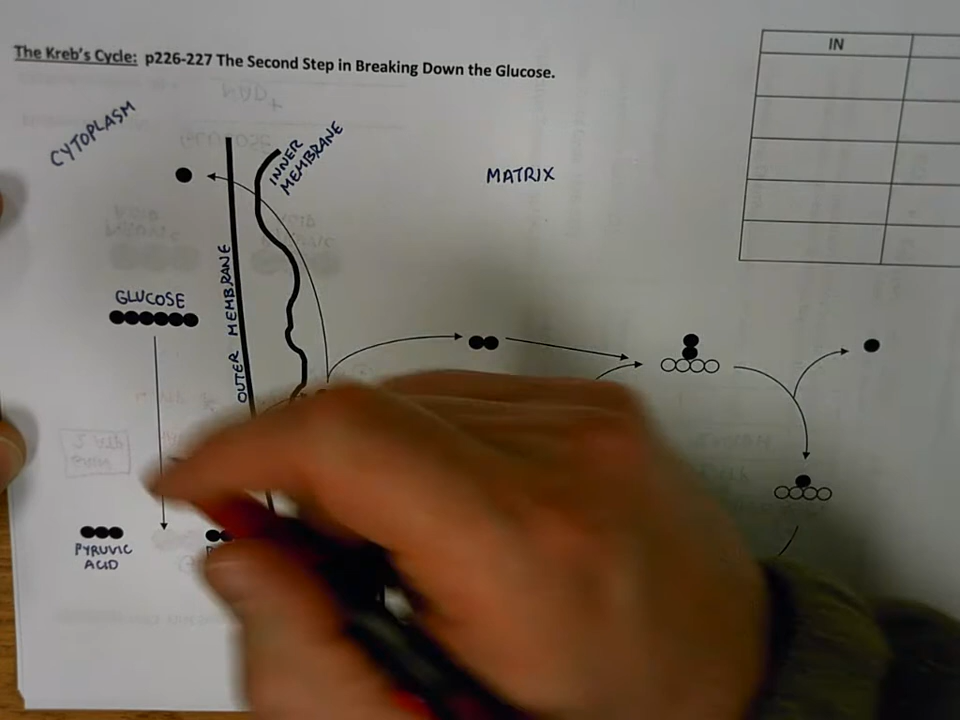 The Kreb's Cycle: p226-227 The Second Step in Breaking Down the Glucose.
IN
CYTOPLASM
INNER
MEMBRANE
MATRIX
OUTER MEMBRANE
GLUCOSE
PYRUVIC
ACID